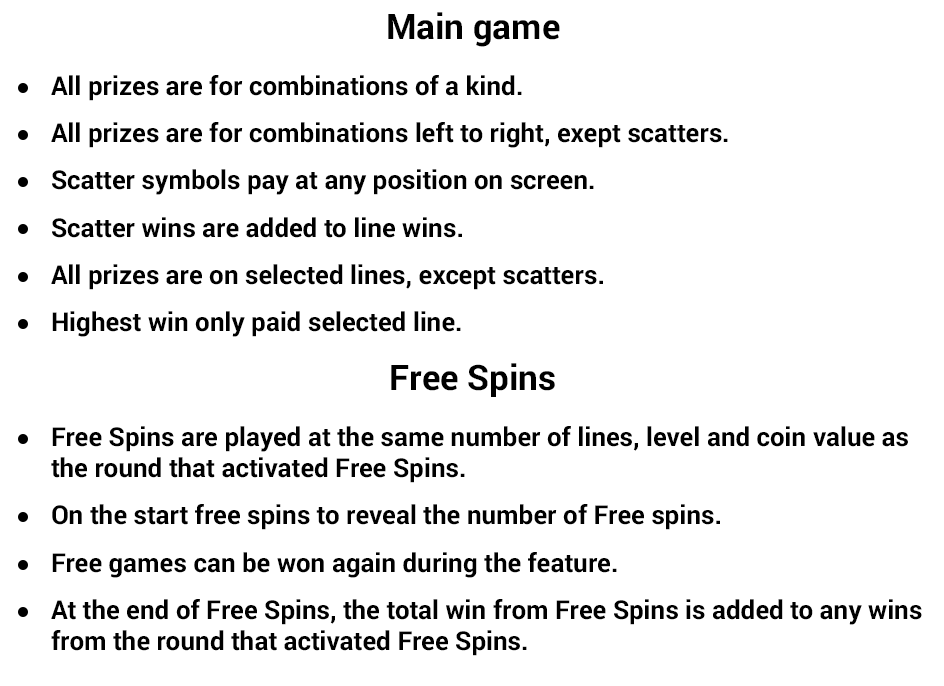 Main game
• All prizes are for combinations of a kind.
• All prizes are for combinations left to right, exept scatters.
• Scatter symbols pay at any position on screen.
• Scatter wins are added to line wins.
• All prizes are on selected lines, except scatters.
• Highest win only paid selected line.
Free Spins
• Free Spins are played at the same number of lines, level and coin value as
the round that activated Free Spins.
• On the start free spins to reveal the number of Free spins.
• Free games can be won again during the feature.
• At the end of Free Spins, the total win from Free Spins is added to any wins
from the round that activated Free Spins.